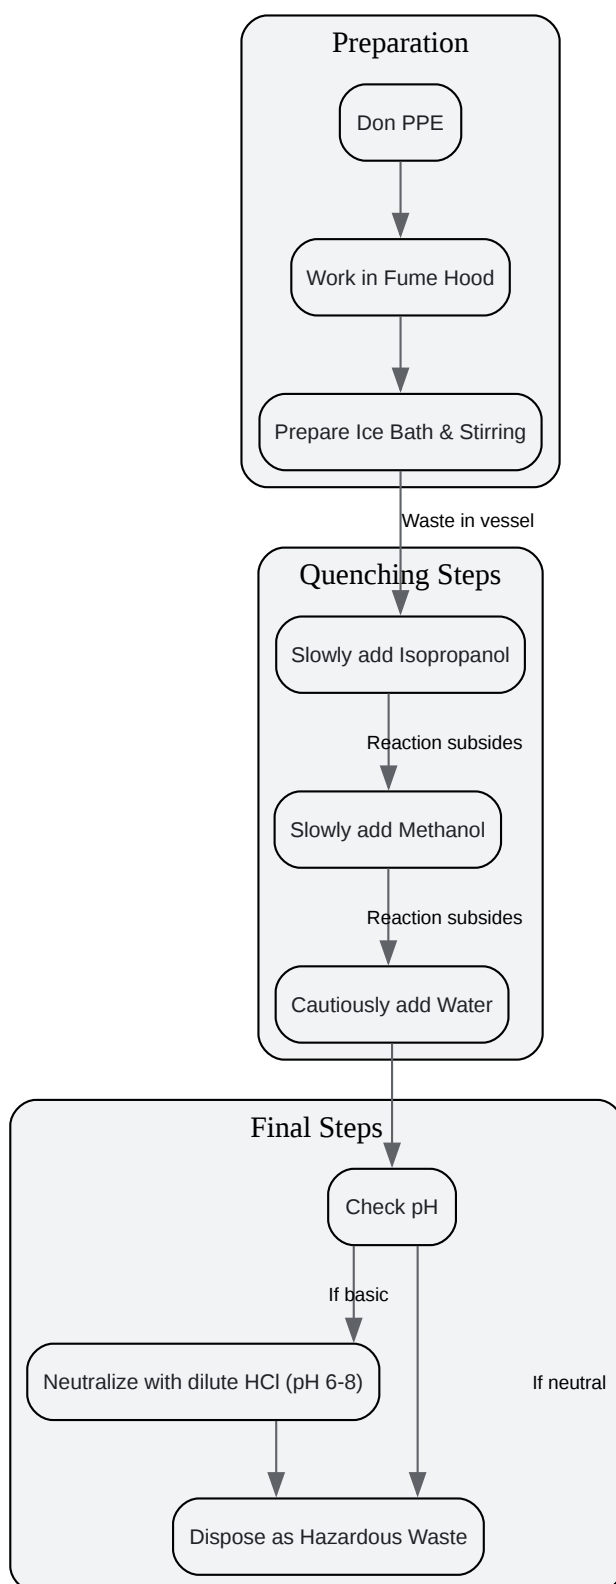 Preparation
Don PPE
Work in Fume Hood
Prepare Ice Bath & Stirring
Waste in vessel
Quenching Steps
Slowly add Isopropanol
Reaction subsides
Slowly add Methanol
Reaction subsides
Cautiously add Water
Final Steps
Check pH
If basic
Neutralize with dilute HCl (pH 6-8)
If neutral
Dispose as Hazardous Waste